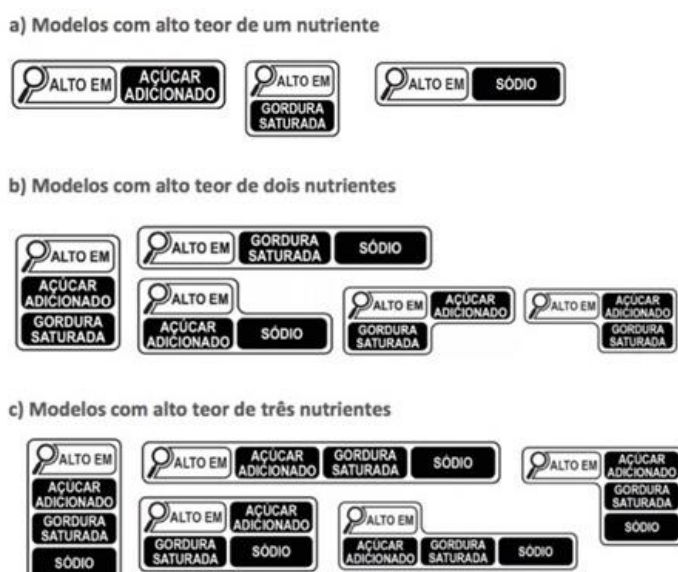 a) Modelos com alto teor de um nutriente
ALTO EM
AÇÚCAR
ADICIONADO
ALTO EM
GORDURA
SATURADA
ALTO EM
SÓDIO
b) Modelos com alto teor de dois nutrientes
ALTO EM
AÇÚCAR
ADICIONADO
GORDURA
SATURADA
ALTO EM
GORDURA
SATURADA
SÓDIO
ALTO EM
AÇÚCAR
ADICIONADO
SÓDIO
ALTO EM
AÇÚCAR
ADICIONADO
GORDURA
SATURADA
ALTO EM
AÇÚCAR
ADICIONADO
GORDURA
SATURADA
c) Modelos com alto teor de três nutrientes
ALTO EM
AÇÚCAR
ADICIONADO
GORDURA
SATURADA
SÓDIO
ALTO EM
AÇÚCAR
ADICIONADO
GORDURA
SATURADA
SÓDIO
ALTO EM
AÇÚCAR
ADICIONADO
GORDURA
SATURADA
SÓDIO
ALTO EM
AÇÚCAR
ADICIONADO
GORDURA
SATURADA
SÓDIO
ALTO EM
AÇÚCAR
ADICIONADO
GORDURA
SATURADA
SÓDIO